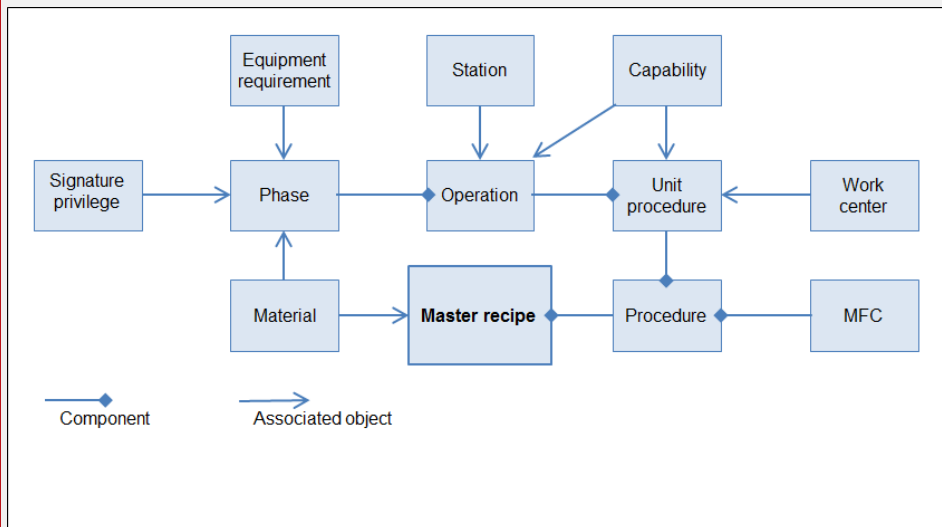 Equipment
requirement
Station
Capability
Signature
privilege
Phase
Operation
Unit
procedure
Work
center
Material
Master recipe
Procedure
MFC
Component
Associated object